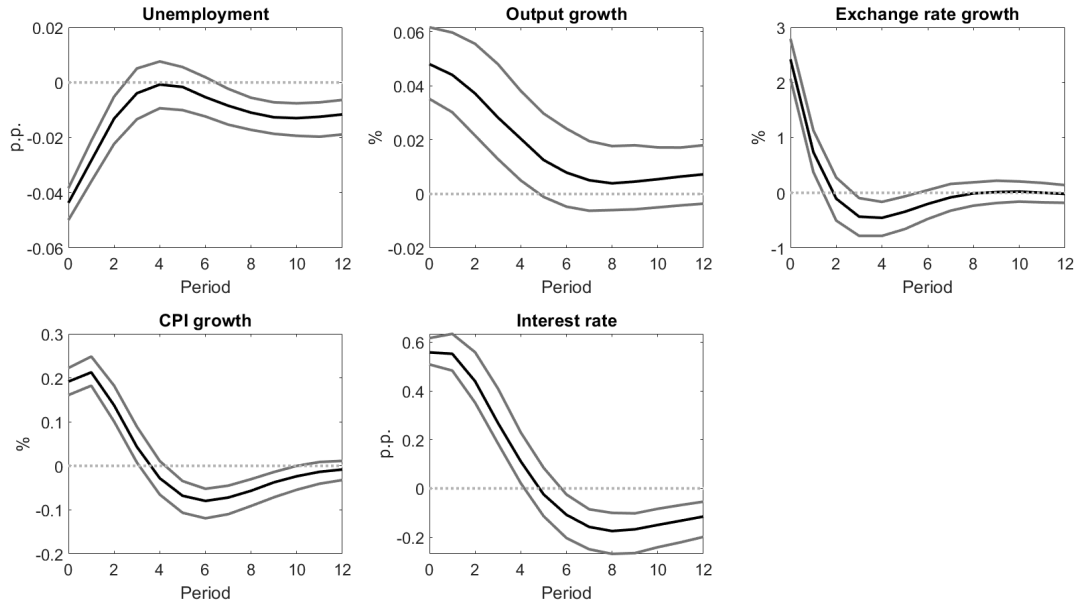 Unemployment
0.02
0
-0.02
-0.04
-0.06
p.p.
0 2 4 6 8 10 12
Period
Output growth
0.06
0.04
0.02
0
-0.02
%
0 2 4 6 8 10 12
Period
Exchange rate growth
3
2
1
0
-1
%
0 2 4 6 8 10 12
Period
CPI growth
0.3
0.2
0.1
0
-0.1
-0.2
%
0 2 4 6 8 10 12
Period
Interest rate
0.6
0.4
0.2
0
-0.2
p.p.
0 2 4 6 8 10 12
Period